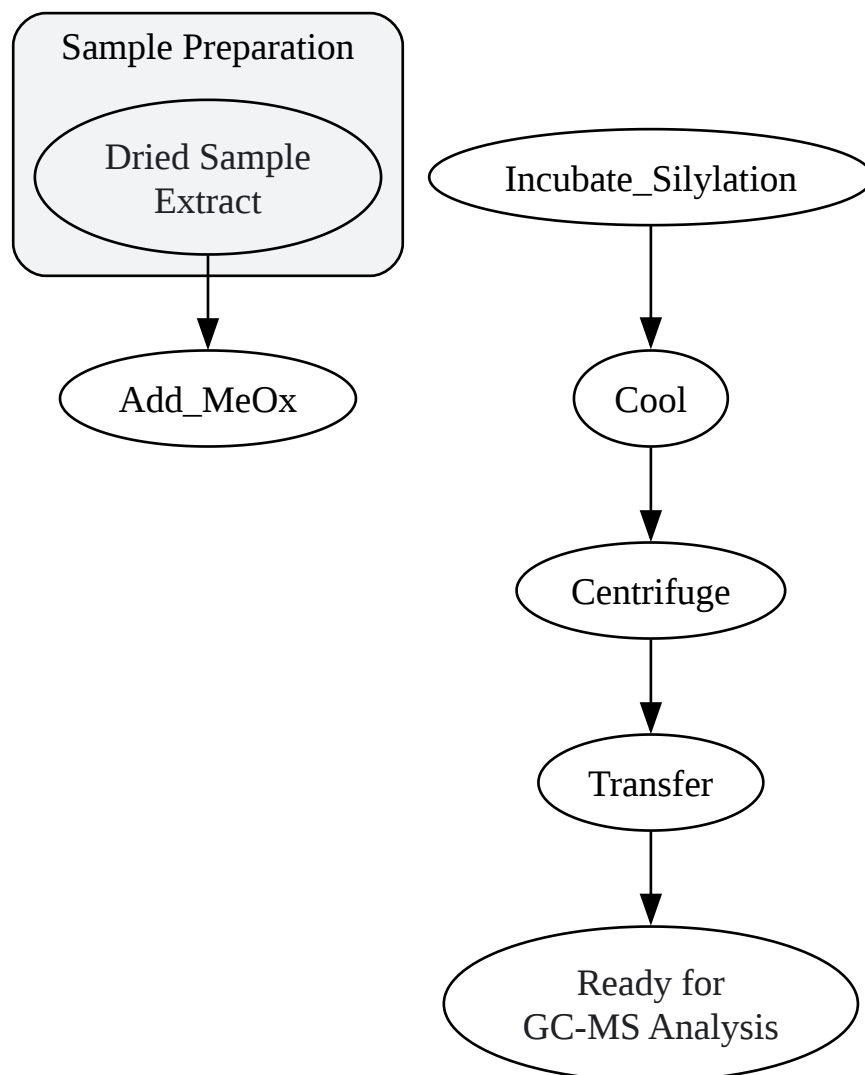 Sample Preparation
Dried Sample
Extract
Add_MeOx
Incubate_Silylation
Cool
Centrifuge
Transfer
Ready for
GC-MS Analysis